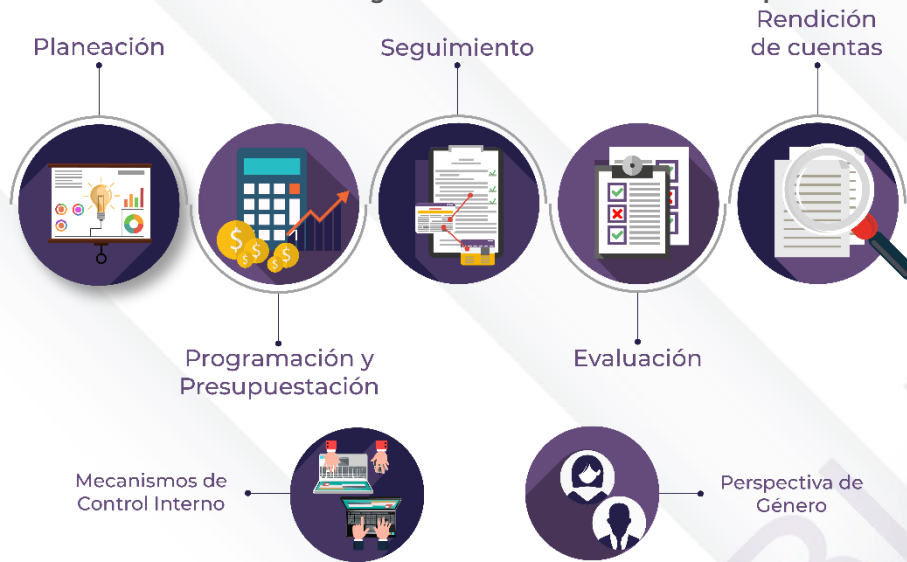 Planeación
Seguimiento
Rendición
de cuentas
Programación y
Presupuestación
Evaluación
Mecanismos de
Control Interno
Perspectiva de
Género